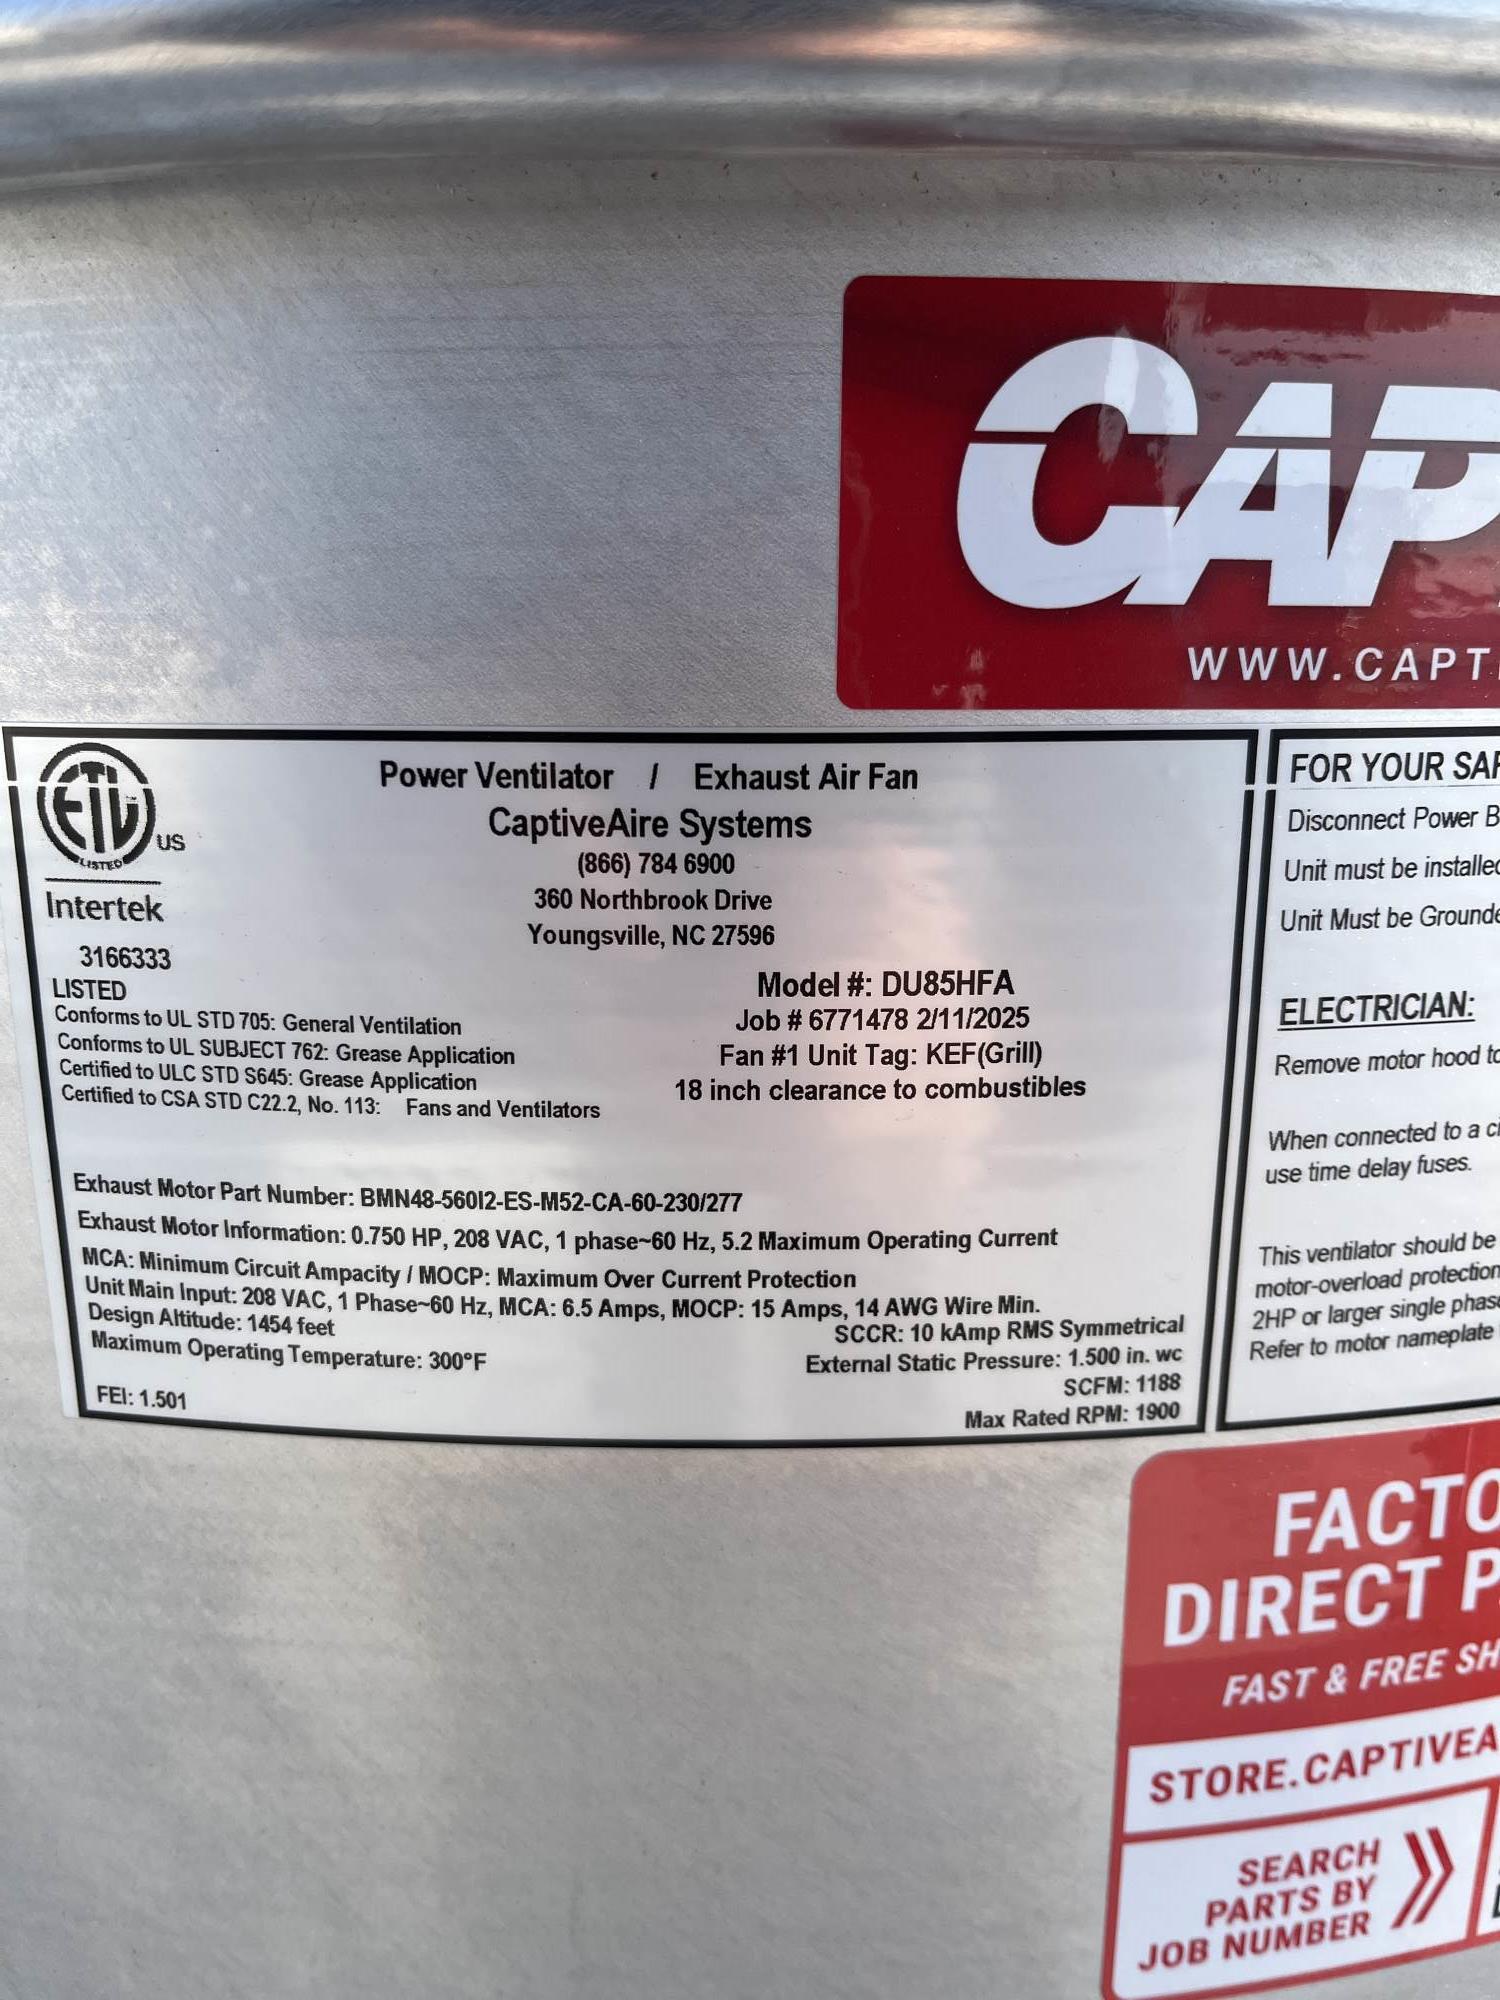 CAP
WWW.CAPTI
ETL
LISTED
US
Intertek
3166333
LISTED
Conforms to UL STD 705: General Ventilation
Conforms to UL SUBJECT 762: Grease Application
Certified to ULC STD S645: Grease Application
Certified to CSA STD C22.2, No. 113: Fans and Ventilators
Power Ventilator / Exhaust Air Fan
CaptiveAire Systems
(866) 784 6900
360 Northbrook Drive
Youngsville, NC 27596
Model #: DU85HFA
Job # 6771478 2/11/2025
Fan #1 Unit Tag: KEF(Grill)
18 inch clearance to combustibles
Exhaust Motor Part Number: BMN48-560I2-ES-M52-CA-60-230/277
Exhaust Motor Information: 0.750 HP, 208 VAC, 1 phase~60 Hz, 5.2 Maximum Operating Current
MCA: Minimum Circuit Ampacity / MOCP: Maximum Over Current Protection
Unit Main Input: 208 VAC, 1 Phase~60 Hz, MCA: 6.5 Amps, MOCP: 15 Amps, 14 AWG Wire Min.
Design Altitude: 1454 feet
Maximum Operating Temperature: 300°F
FEI: 1.501
SCCR: 10 kAmp RMS Symmetrical
External Static Pressure: 1.500 in. wc
SCFM: 1188
Max Rated RPM: 1900
FOR YOUR SAF
Disconnect Power B
Unit must be installed
Unit Must be Grounde
ELECTRICIAN:
Remove motor hood to
When connected to a ci
use time delay fuses.
This ventilator should be
motor-overload protection
2HP or larger single phase
Refer to motor nameplate
FACTO
DIRECT P
FAST & FREE SH
STORE.CAPTIVEA
SEARCH
PARTS BY
JOB NUMBER